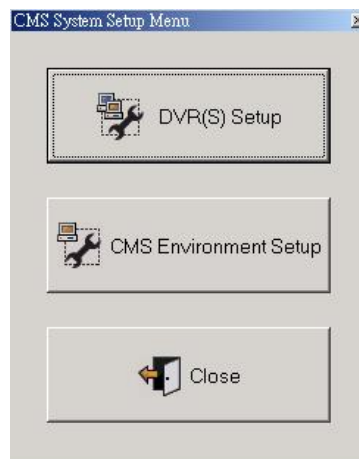 CMS System Setup Menu
DVR(S) Setup
CMS Environment Setup
Close